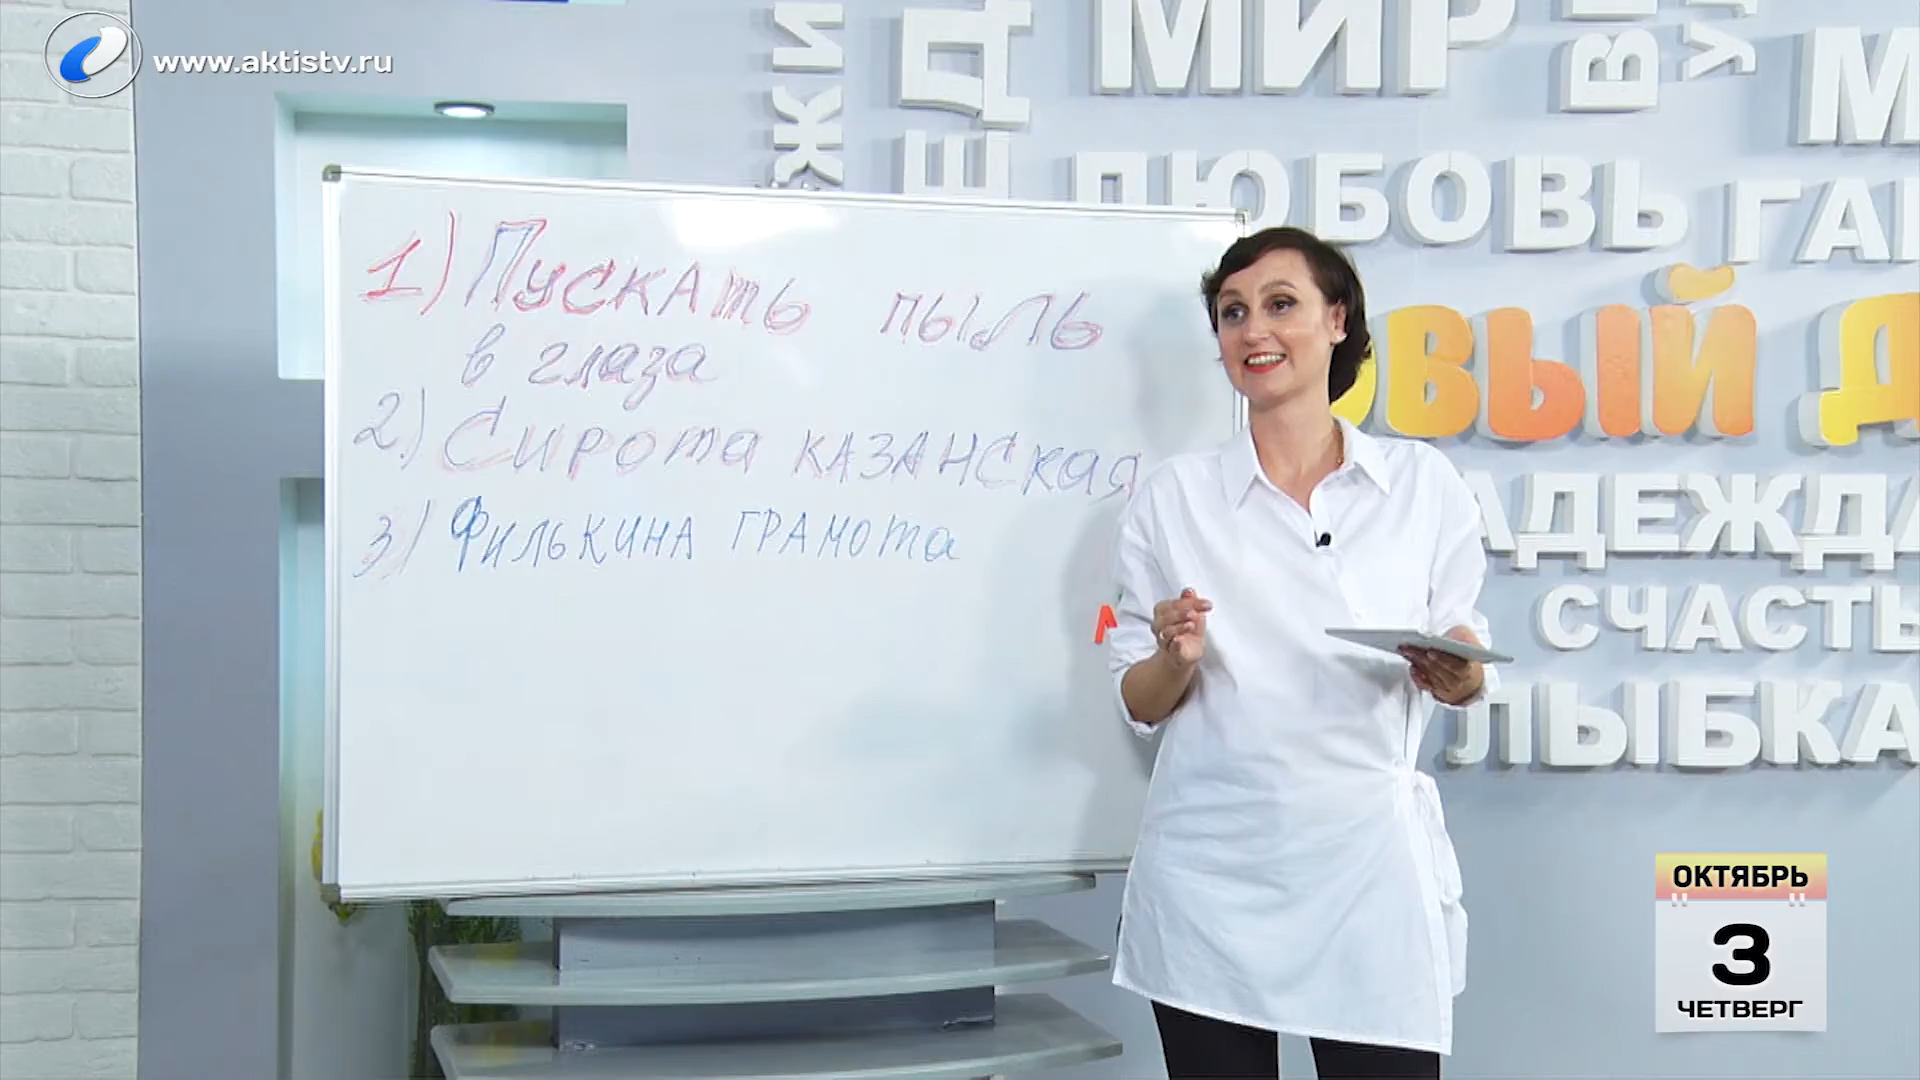 www.aktistv.ru
МИР
ЛЮБОВЬ
1) Пускать пыль
в глаза
2) Сирота казанская
3) Филькина грамота
ОВЫЙ Д
АДЕЖДА
СЧАСТЬ
ЛЫБКА
ОКТЯБРЬ
3
ЧЕТВЕРГ